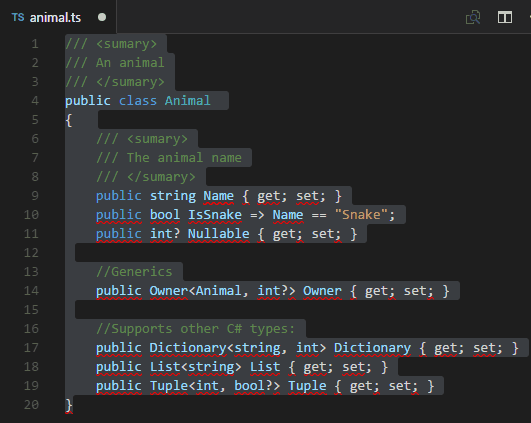 TS animal.ts
1 /// <sumary>
2 /// An animal
3 /// </sumary>
4 public class Animal
5 {
6 /// <sumary>
7 /// The animal name
8 /// </sumary>
9 public string Name { get; set; }
10 public bool IsSnake => Name == "Snake";
11 public int? Nullable { get; set; }
12
13 //Generics
14 public Owner<Animal, int?> Owner { get; set; }
15
16 //Supports other C# types:
17 public Dictionary<string, int> Dictionary { get; set; }
18 public List<string> List { get; set; }
19 public Tuple<int, bool?> Tuple { get; set; }
20 }